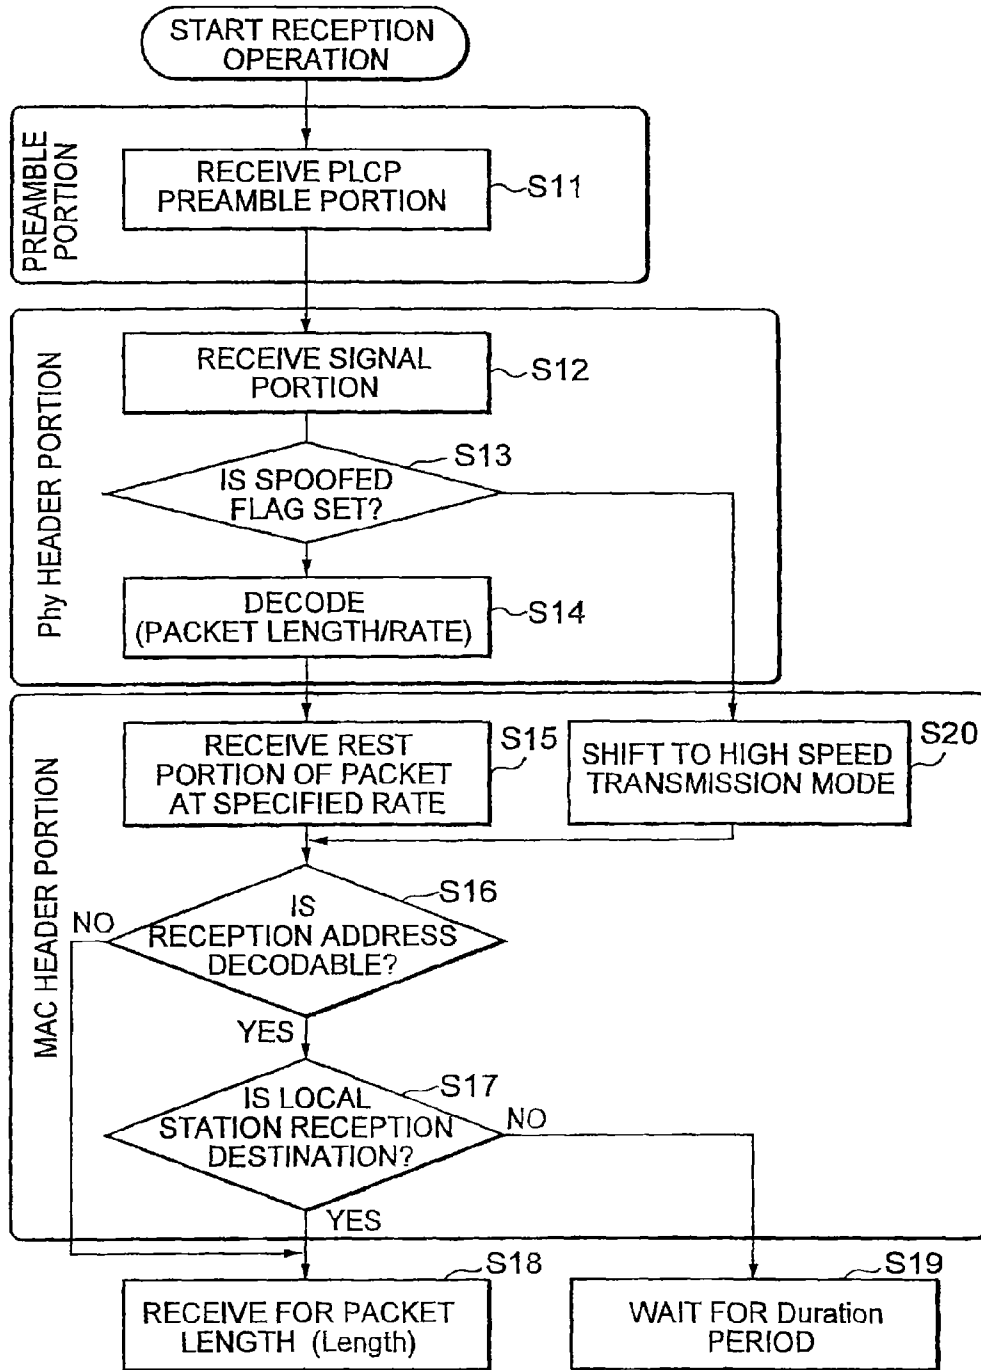 START RECEPTION
OPERATION
PREAMBLE
PORTION
RECEIVE PLCP
PREAMBLE PORTION
S11
Phy HEADER PORTION
RECEIVE SIGNAL
PORTION
S12
S13
IS SPOOFED
FLAG SET?
DECODE
(PACKET LENGTH/RATE)
S14
MAC HEADER PORTION
RECEIVE REST
PORTION OF PACKET
AT SPECIFIED RATE
S15
SHIFT TO HIGH SPEED
TRANSMISSION MODE
S20
S16
NO
IS
RECEPTION ADDRESS
DECODABLE?
YES
S17
IS LOCAL
STATION RECEPTION
DESTINATION?
NO
YES
S18
RECEIVE FOR PACKET
LENGTH (Length)
S19
WAIT FOR Duration
PERIOD